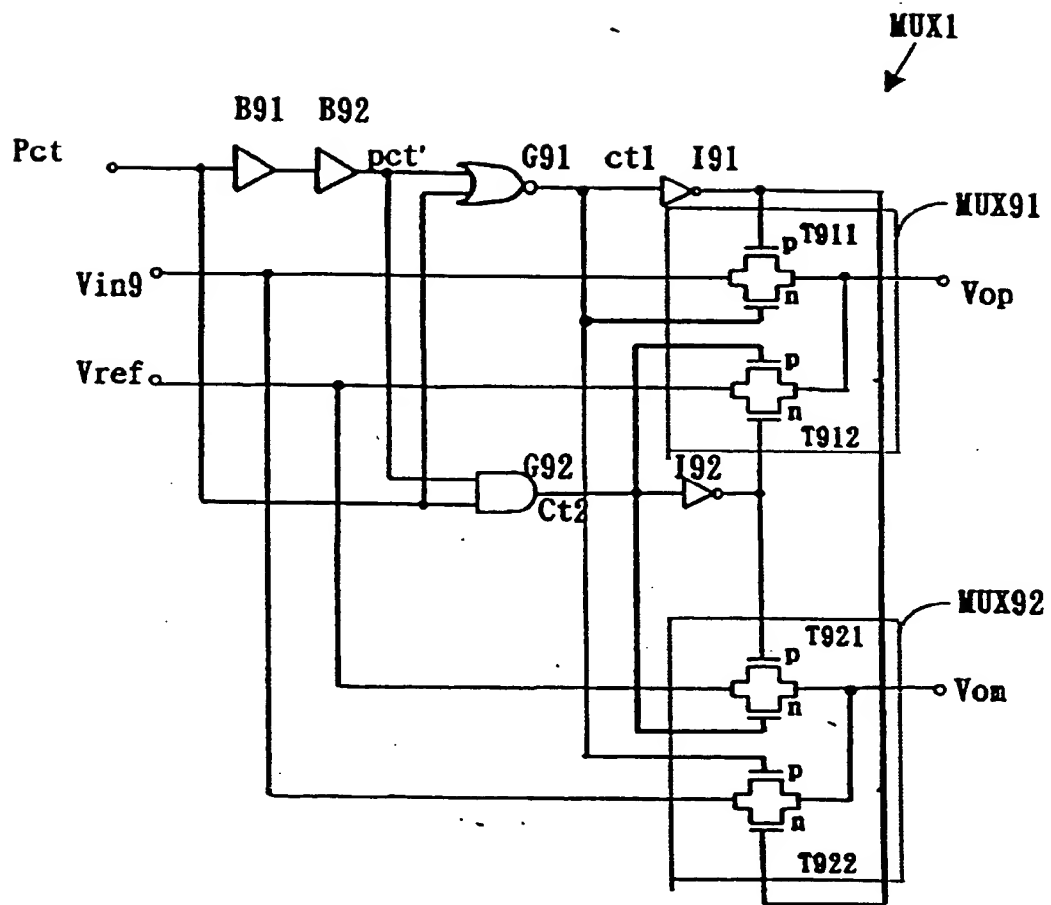 MUX1
B91 B92
Pct pct' G91 ct1 I91
MUX91
p T911
Vin9 n Vop
Vref p
n
T912
G92 I92
Ct2
MUX92
T921
p
n Vom
p
n
T922